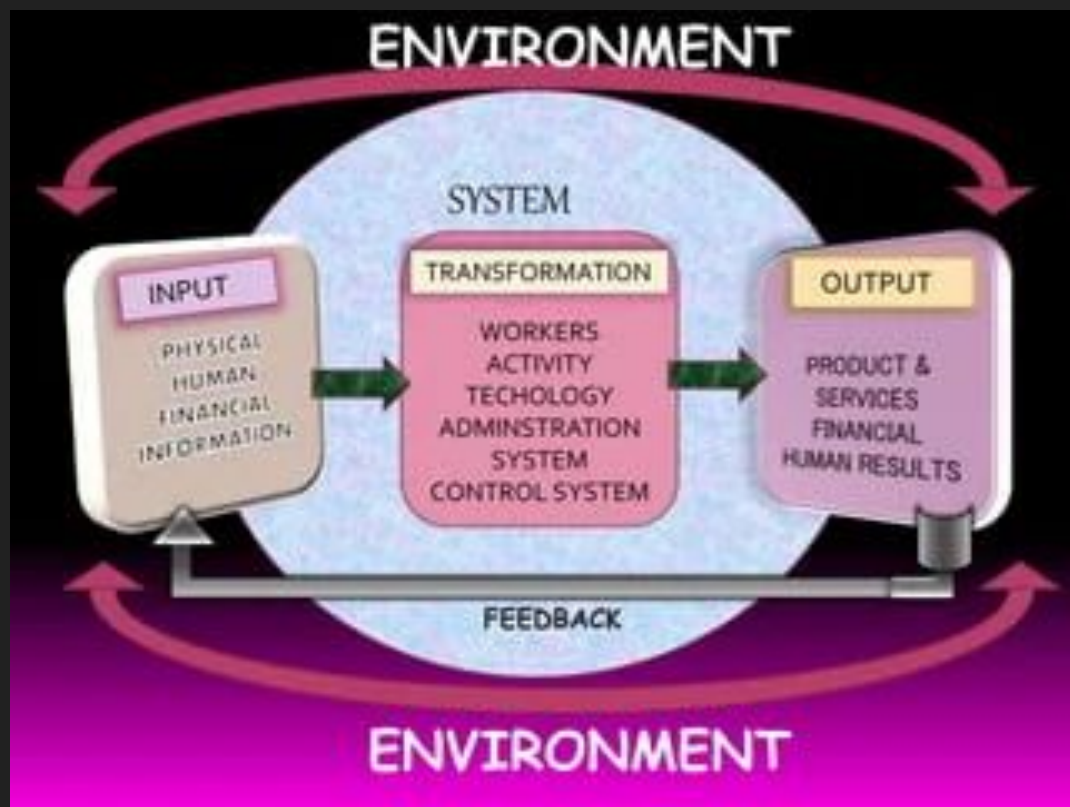 ENVIRONMENT
SYSTEM
INPUT
PHYSICAL
HUMAN
FINANCIAL
INFORMATION
TRANSFORMATION
WORKERS
ACTIVITY
TECHOLOGY
ADMINSTRATION
SYSTEM
CONTROL SYSTEM
OUTPUT
PRODUCT &
SERVICES
FINANCIAL
HUMAN RESULTS
FEEDBACK
ENVIRONMENT